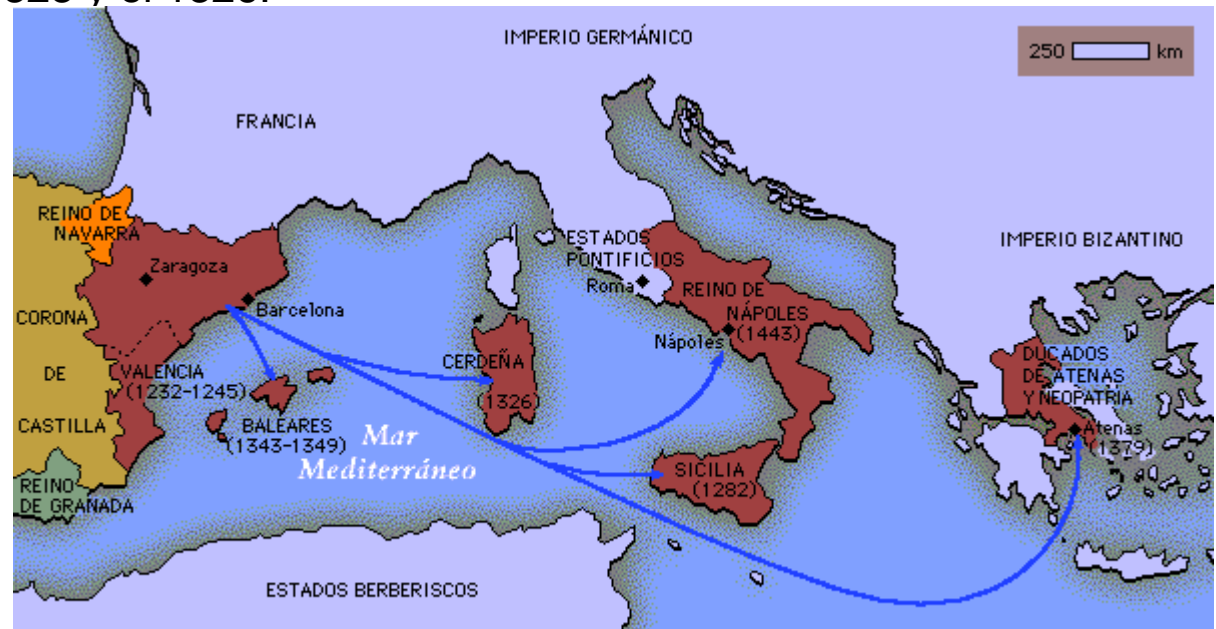 IMPERIO GERMÁNICO
250 km
FRANCIA
REINO DE
NAVARRA
ESTADOS
PONTIFICIOS
Roma
IMPERIO BIZANTINO
Zaragoza
Barcelona
REINO DE
NÁPOLES
(1443)
Nápoles
CORONA
DE
CASTILLA
VALENCIA
(1232-1245)
BALEARES
(1343-1349)
CERDEÑA
(1326)
DUCADOS
DE ATENAS
Y NEOPATRIA
Atenas
(1379)
Mar
Mediterráneo
SICILIA
(1282)
REINO
DE GRANADA
ESTADOS BERBERISCOS